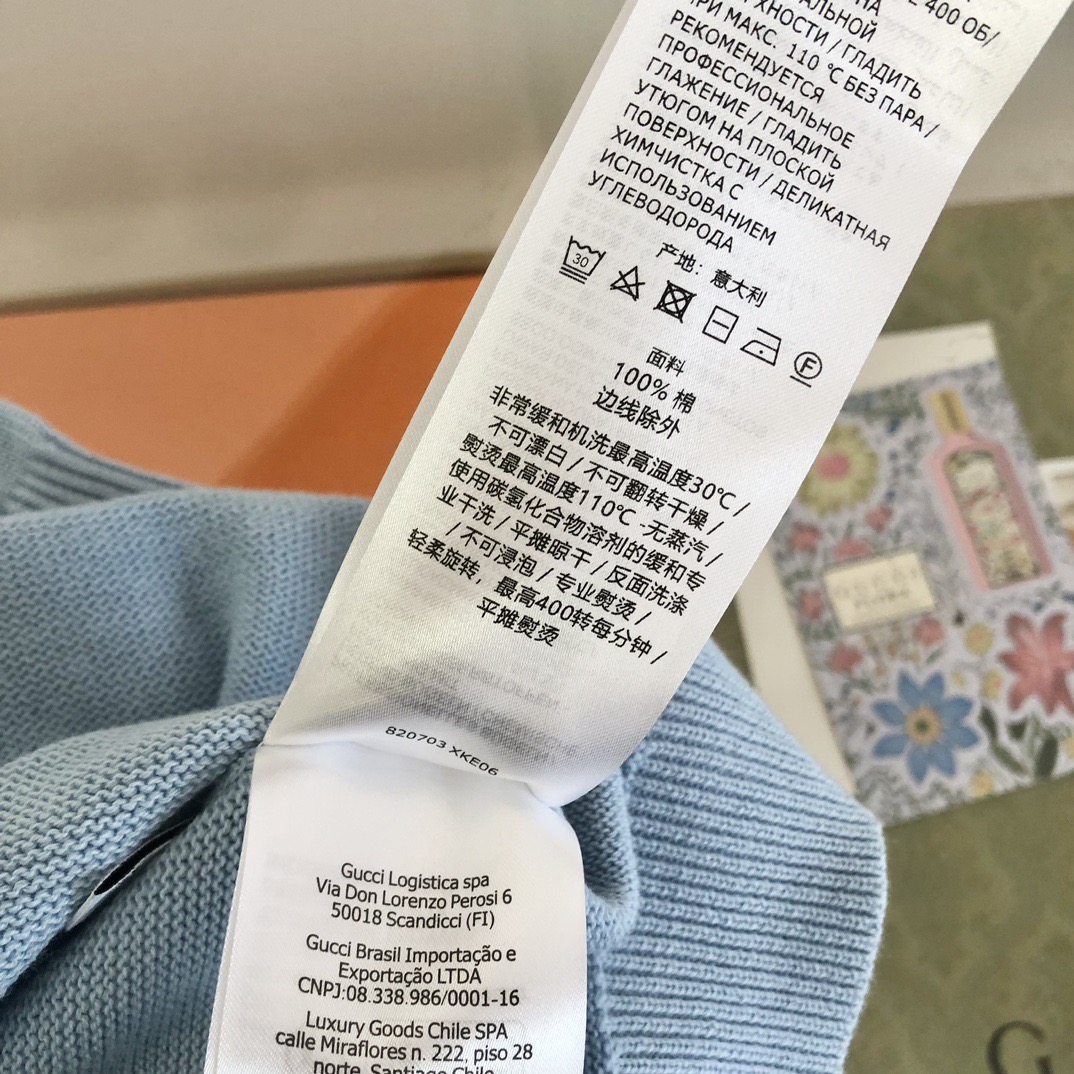 400 ОБ/
АЛЬНОЙ
ХНОСТИ / ГЛАДИТЬ
ПРИ МАКС. 110 °C БЕЗ ПАРА /
РЕКОМЕНДУЕТСЯ
ПРОФЕССИОНАЛЬНОЕ
ГЛАЖЕНИЕ / ГЛАДИТЬ
УТЮГОМ НА ПЛОСКОЙ
ПОВЕРХНОСТИ / ДЕЛИКАТНАЯ
ХИМЧИСТКА С
ИСПОЛЬЗОВАНИЕМ
УГЛЕВОДОРОДА
产地：意大利
30
F
面料
100% 棉
边线除外
非常缓和机洗最高温度30℃ /
不可漂白 / 不可翻转干燥 /
熨烫最高温度110℃ -无蒸汽 /
使用碳氢化合物溶剂的缓和专
业干洗 / 平摊晾干 / 反面洗涤
/ 不可浸泡 / 专业熨烫 /
轻柔旋转，最高400转每分钟 /
平摊熨烫
820703 XKE06
Gucci Logistica spa
Via Don Lorenzo Perosi 6
50018 Scandicci (FI)
Gucci Brasil Importação e
Exportação LTDA
CNPJ:08.338.986/0001-16
Luxury Goods Chile SPA
calle Miraflores n. 222, piso 28
norte, Santiago Chile
G